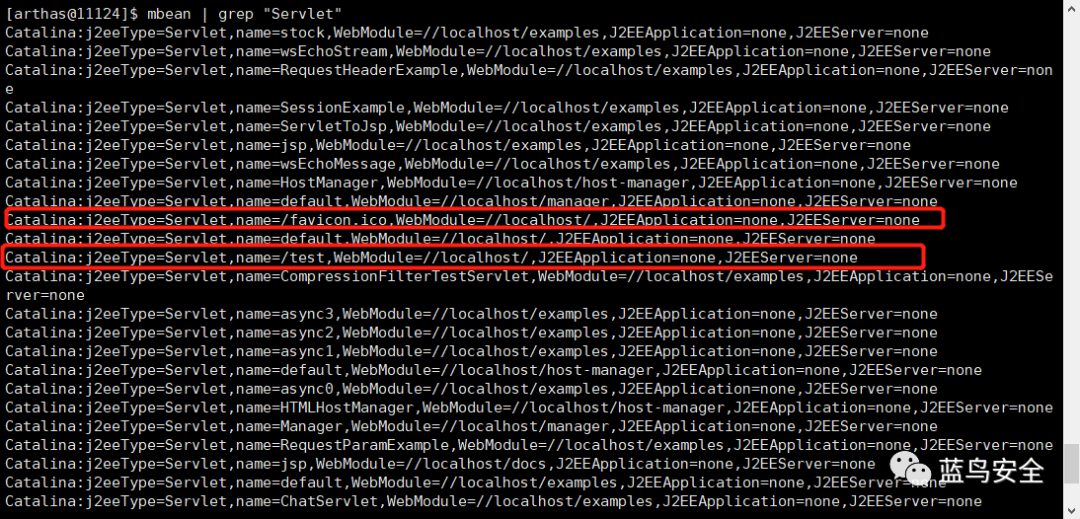 [arthas@11124]$ mbean | grep "Servlet"
Catalina:j2eeType=Servlet,name=stock,WebModule=//localhost/examples,J2EEApplication=none,J2EEServer=none
Catalina:j2eeType=Servlet,name=wsEchoStream,WebModule=//localhost/examples,J2EEApplication=none,J2EEServer=none
Catalina:j2eeType=Servlet,name=RequestHeaderExample,WebModule=//localhost/examples,J2EEApplication=none,J2EEServer=non
e
Catalina:j2eeType=Servlet,name=SessionExample,WebModule=//localhost/examples,J2EEApplication=none,J2EEServer=none
Catalina:j2eeType=Servlet,name=ServletToJsp,WebModule=//localhost/examples,J2EEApplication=none,J2EEServer=none
Catalina:j2eeType=Servlet,name=jsp,WebModule=//localhost/examples,J2EEApplication=none,J2EEServer=none
Catalina:j2eeType=Servlet,name=wsEchoMessage,WebModule=//localhost/examples,J2EEApplication=none,J2EEServer=none
Catalina:j2eeType=Servlet,name=HostManager,WebModule=//localhost/host-manager,J2EEApplication=none,J2EEServer=none
Catalina:j2eeType=Servlet,name=default,WebModule=//localhost/manager,J2EEApplication=none,J2EEServer=none
Catalina:j2eeType=Servlet,name=/favicon.ico,WebModule=//localhost/,J2EEApplication=none,J2EEServer=none
Catalina:j2eeType=Servlet,name=default,WebModule=//localhost/,J2EEApplication=none,J2EEServer=none
Catalina:j2eeType=Servlet,name=/test,WebModule=//localhost/,J2EEApplication=none,J2EEServer=none
Catalina:j2eeType=Servlet,name=CompressionFilterTestServlet,WebModule=//localhost/examples,J2EEApplication=none,J2EESe
rver=none
Catalina:j2eeType=Servlet,name=async3,WebModule=//localhost/examples,J2EEApplication=none,J2EEServer=none
Catalina:j2eeType=Servlet,name=async2,WebModule=//localhost/examples,J2EEApplication=none,J2EEServer=none
Catalina:j2eeType=Servlet,name=async1,WebModule=//localhost/examples,J2EEApplication=none,J2EEServer=none
Catalina:j2eeType=Servlet,name=default,WebModule=//localhost/host-manager,J2EEApplication=none,J2EEServer=none
Catalina:j2eeType=Servlet,name=async0,WebModule=//localhost/examples,J2EEApplication=none,J2EEServer=none
Catalina:j2eeType=Servlet,name=HTMLHostManager,WebModule=//localhost/host-manager,J2EEApplication=none,J2EEServer=none
Catalina:j2eeType=Servlet,name=Manager,WebModule=//localhost/manager,J2EEApplication=none,J2EEServer=none
Catalina:j2eeType=Servlet,name=RequestParamExample,WebModule=//localhost/examples,J2EEApplication=none,J2EEServer=none
Catalina:j2eeType=Servlet,name=jsp,WebModule=//localhost/docs,J2EEApplication=none,J2EEServer=none
Catalina:j2eeType=Servlet,name=default,WebModule=//localhost/examples,J2EEApplication=none,J2EEServer=none
Catalina:j2eeType=Servlet,name=ChatServlet,WebModule=//localhost/examples,J2EEApplication=none,J2EEServer=none
蓝鸟安全